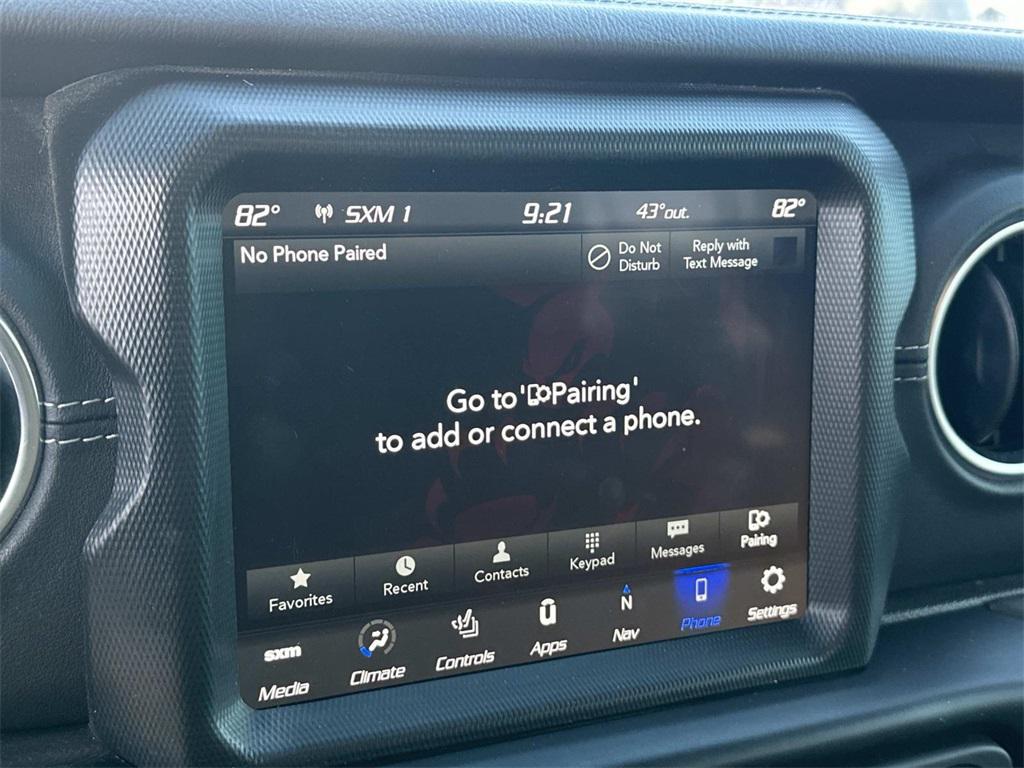 82° SXM 1 9:21 43°out. 82°
No Phone Paired
Do Not
Disturb
Reply with
Text Message
Go to 'Pairing'
to add or connect a phone.
Favorites Recent Contacts Keypad Messages Pairing
sxm
u
N
Media Climate Controls Apps Nav Phone Settings